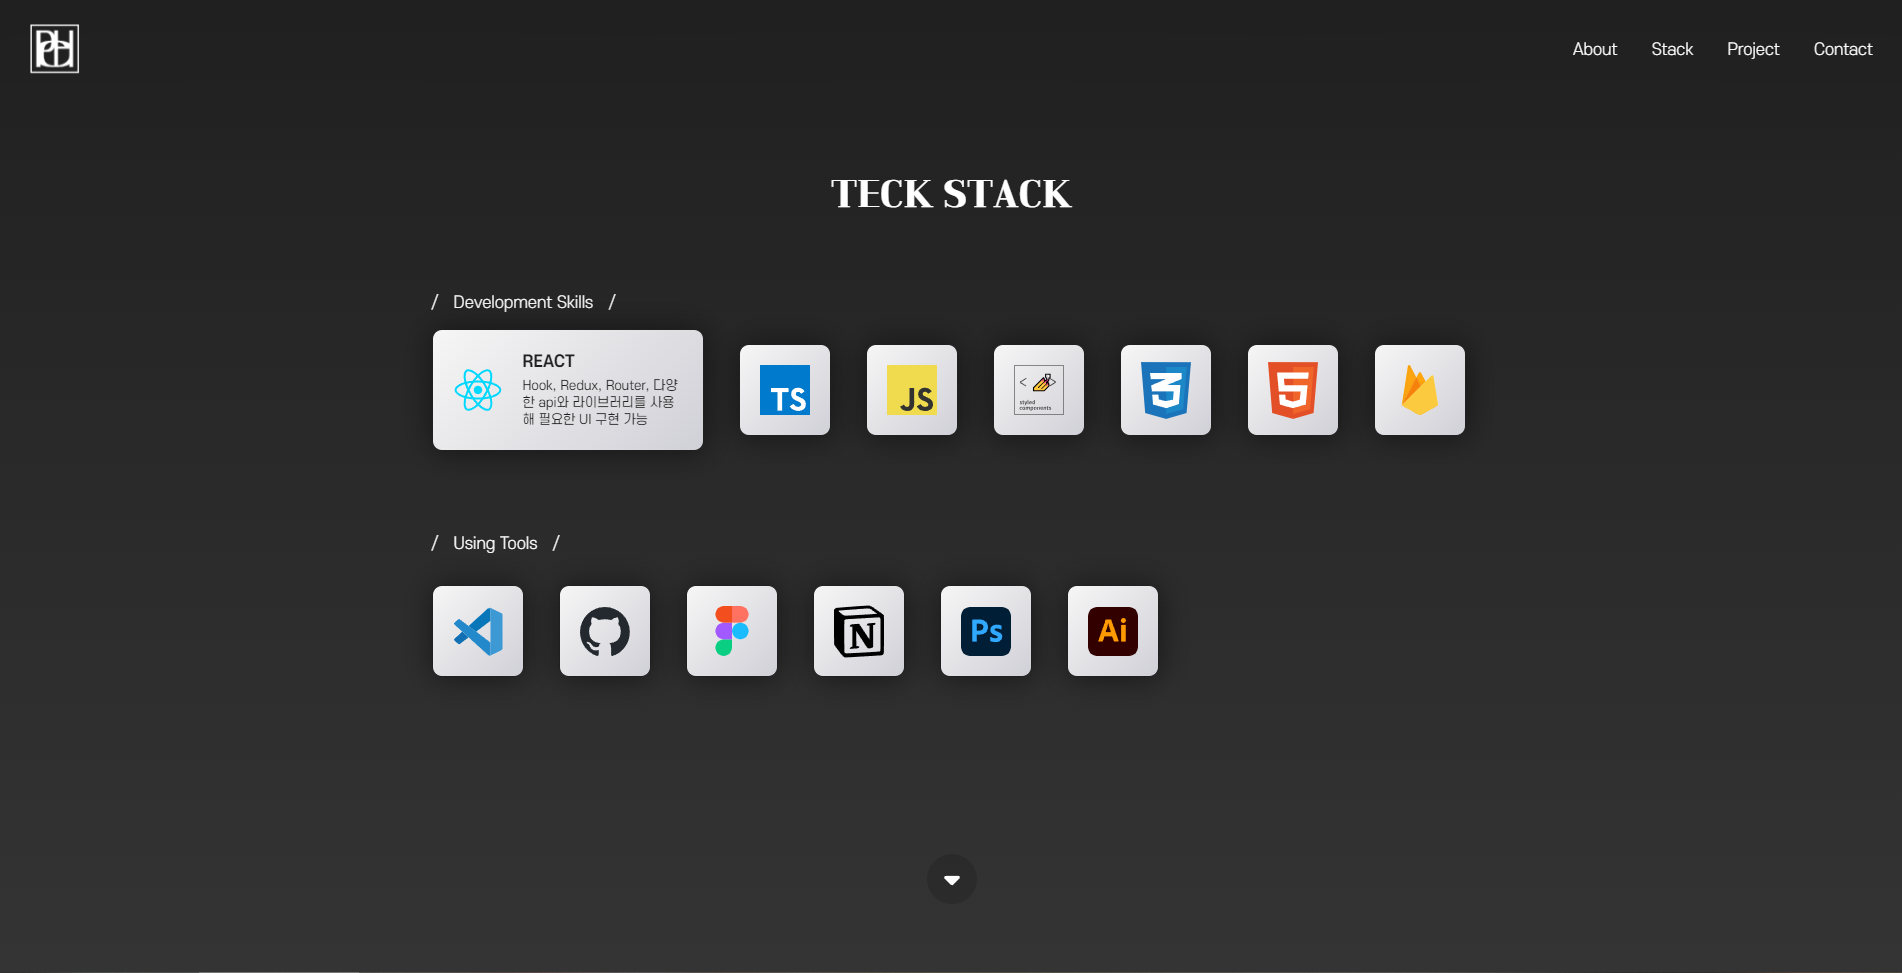 About Stack Project Contact
TECK STACK
/ Development Skills /
REACT
Hook, Redux, Router, 다양
한 api와 라이브러리를 사용
해 필요한 UI 구현 가능
TS
JS
< >
styled
components
3
5
/ Using Tools /
N
Ps
Ai